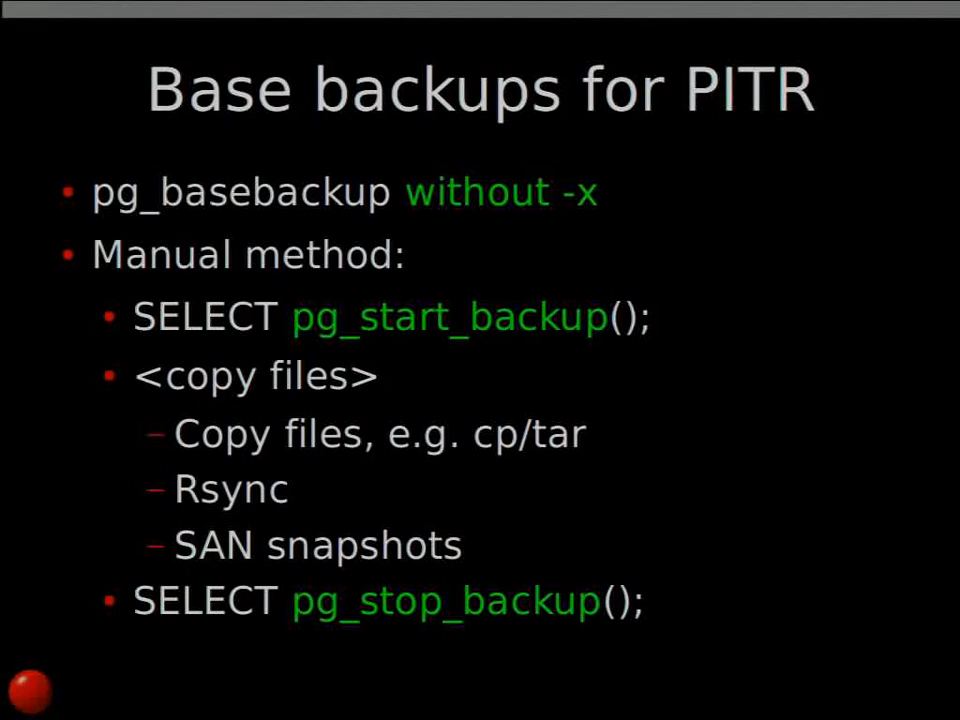 Base backups for PITR
pg_basebackup without -x
Manual method:
SELECT pg_start_backup();
<copy files>
Copy files, e.g. cp/tar
Rsync
SAN snapshots
SELECT pg_stop_backup();